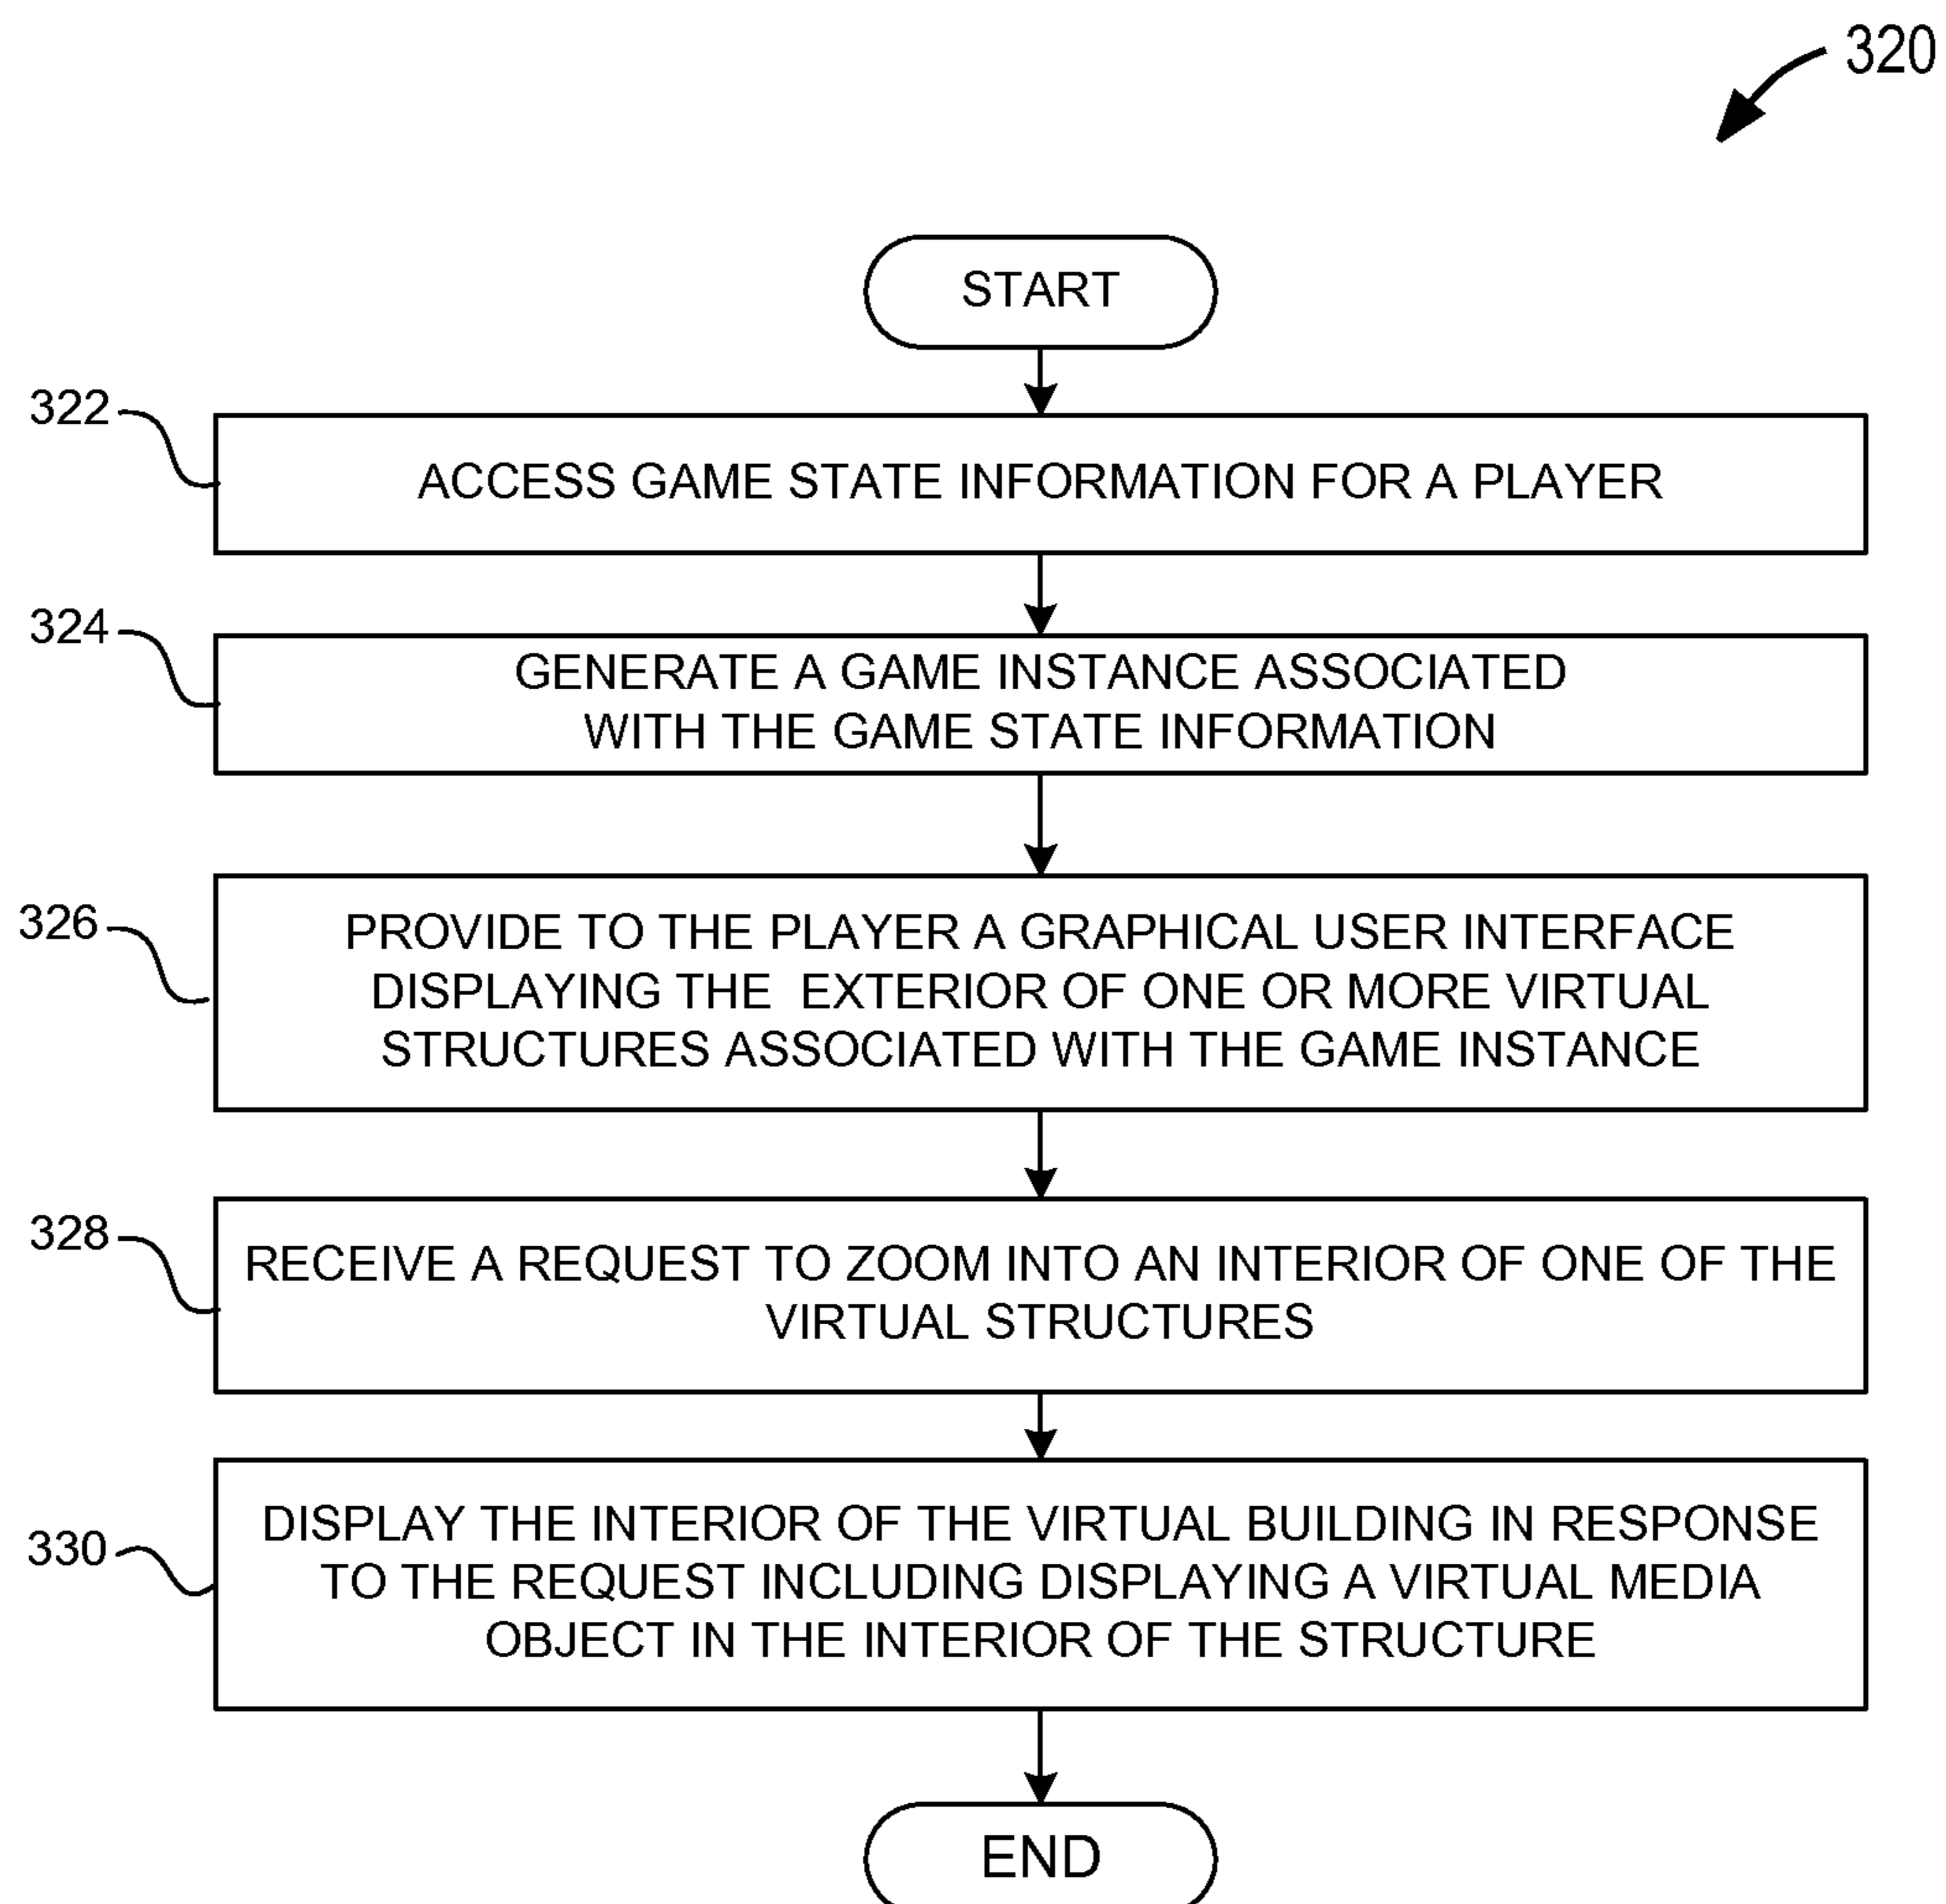 320
START
322
ACCESS GAME STATE INFORMATION FOR A PLAYER
324
GENERATE A GAME INSTANCE ASSOCIATED
WITH THE GAME STATE INFORMATION
326
PROVIDE TO THE PLAYER A GRAPHICAL USER INTERFACE
DISPLAYING THE EXTERIOR OF ONE OR MORE VIRTUAL
STRUCTURES ASSOCIATED WITH THE GAME INSTANCE
328
RECEIVE A REQUEST TO ZOOM INTO AN INTERIOR OF ONE OF THE
VIRTUAL STRUCTURES
330
DISPLAY THE INTERIOR OF THE VIRTUAL BUILDING IN RESPONSE
TO THE REQUEST INCLUDING DISPLAYING A VIRTUAL MEDIA
OBJECT IN THE INTERIOR OF THE STRUCTURE
END